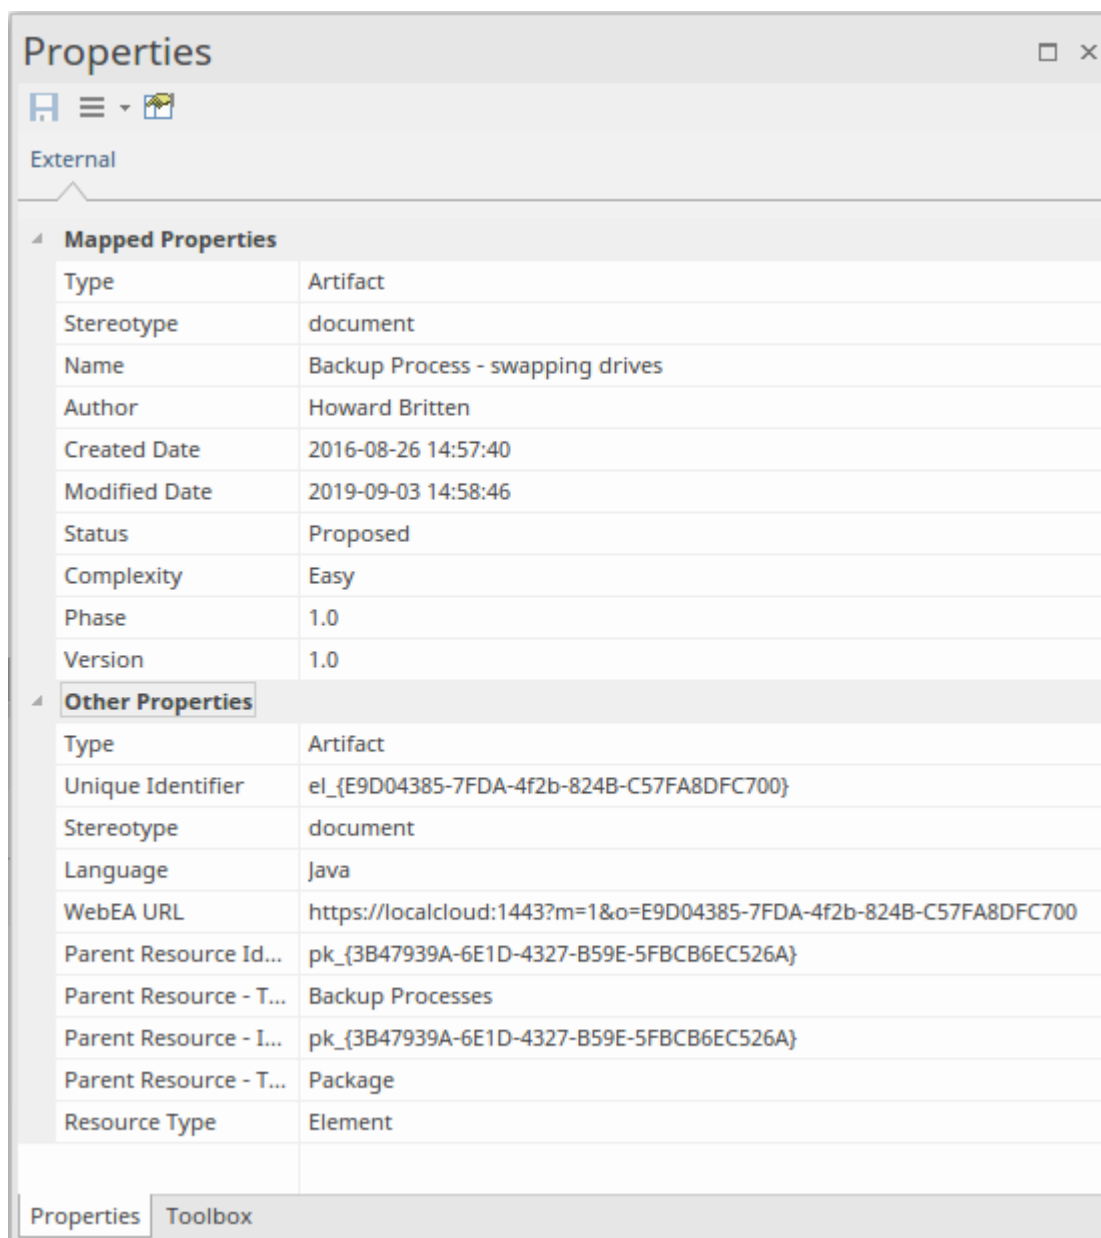 Properties
External
Mapped Properties
Type Artifact
Stereotype document
Name Backup Process - swapping drives
Author Howard Britten
Created Date 2016-08-26 14:57:40
Modified Date 2019-09-03 14:58:46
Status Proposed
Complexity Easy
Phase 1.0
Version 1.0
Other Properties
Type Artifact
Unique Identifier el_{E9D04385-7FDA-4f2b-824B-C57FA8DFC700}
Stereotype document
Language Java
WebEA URL https://localcloud:1443?m=1&o=E9D04385-7FDA-4f2b-824B-C57FA8DFC700
Parent Resource Id... pk_{3B47939A-6E1D-4327-B59E-5FBCB6EC526A}
Parent Resource - T... Backup Processes
Parent Resource - I... pk_{3B47939A-6E1D-4327-B59E-5FBCB6EC526A}
Parent Resource - T... Package
Resource Type Element
Properties Toolbox